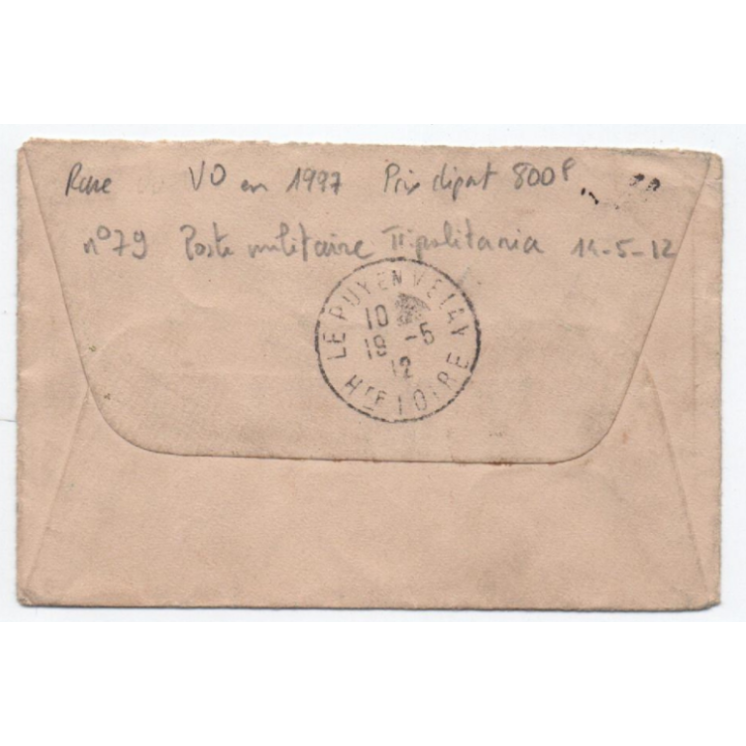 Rare VO en 1997 Prix dépat 800F
n°79 Poste militaire Tripolitania 14-5-12
LE PUY EN VELAY
10
19 -5
12
HTE LOIRE